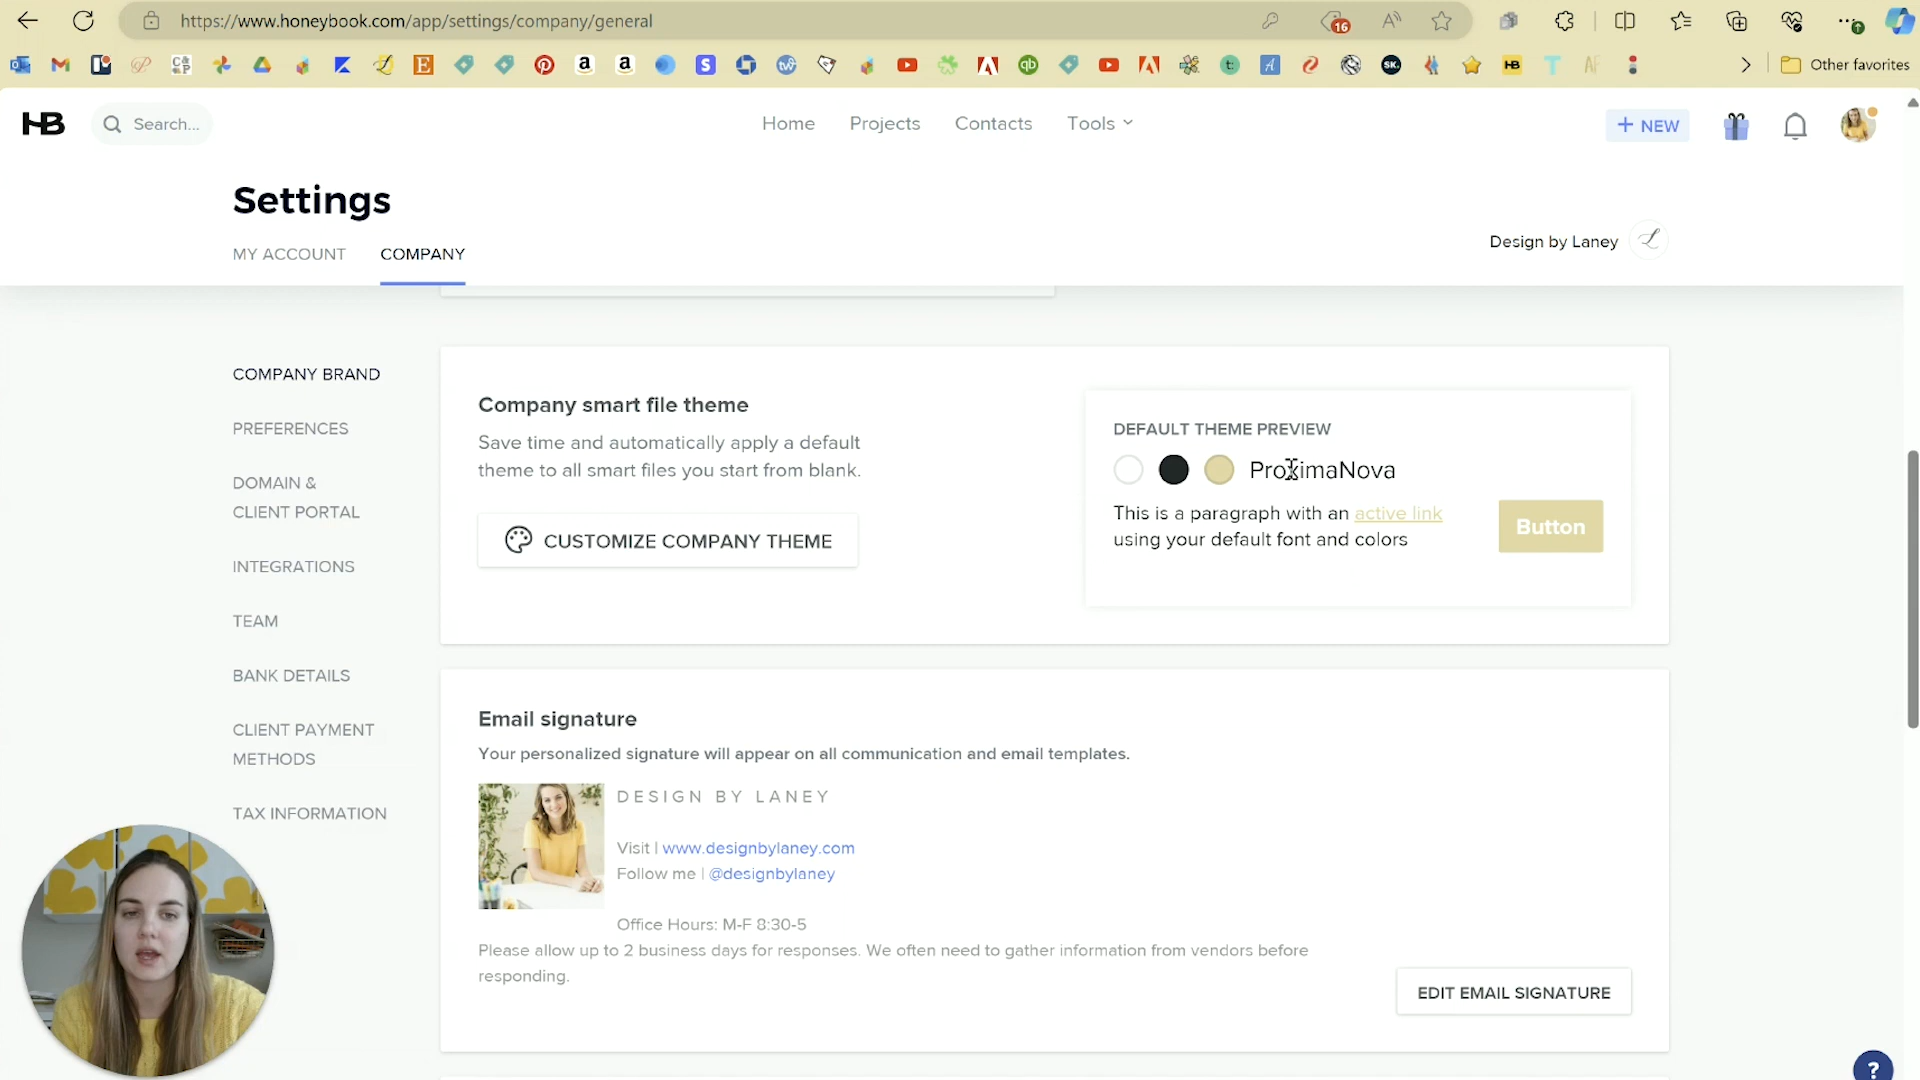 https://www.honeybook.com/app/settings/company/general
16
Other favorites
HB
Search...
Home
Projects
Contacts
Tools
+ NEW
Settings
MY ACCOUNT
COMPANY
Design by Laney
COMPANY BRAND
PREFERENCES
DOMAIN &
CLIENT PORTAL
INTEGRATIONS
TEAM
BANK DETAILS
CLIENT PAYMENT
METHODS
TAX INFORMATION
Company smart file theme
Save time and automatically apply a default
theme to all smart files you start from blank.
CUSTOMIZE COMPANY THEME
DEFAULT THEME PREVIEW
ProximaNova
This is a paragraph with an active link
using your default font and colors
Button
Email signature
Your personalized signature will appear on all communication and email templates.
DESIGN BY LANEY
Visit | www.designbylaney.com
Follow me | @designbylaney
Office Hours: M-F 8:30-5
Please allow up to 2 business days for responses. We often need to gather information from vendors before
responding.
EDIT EMAIL SIGNATURE
?